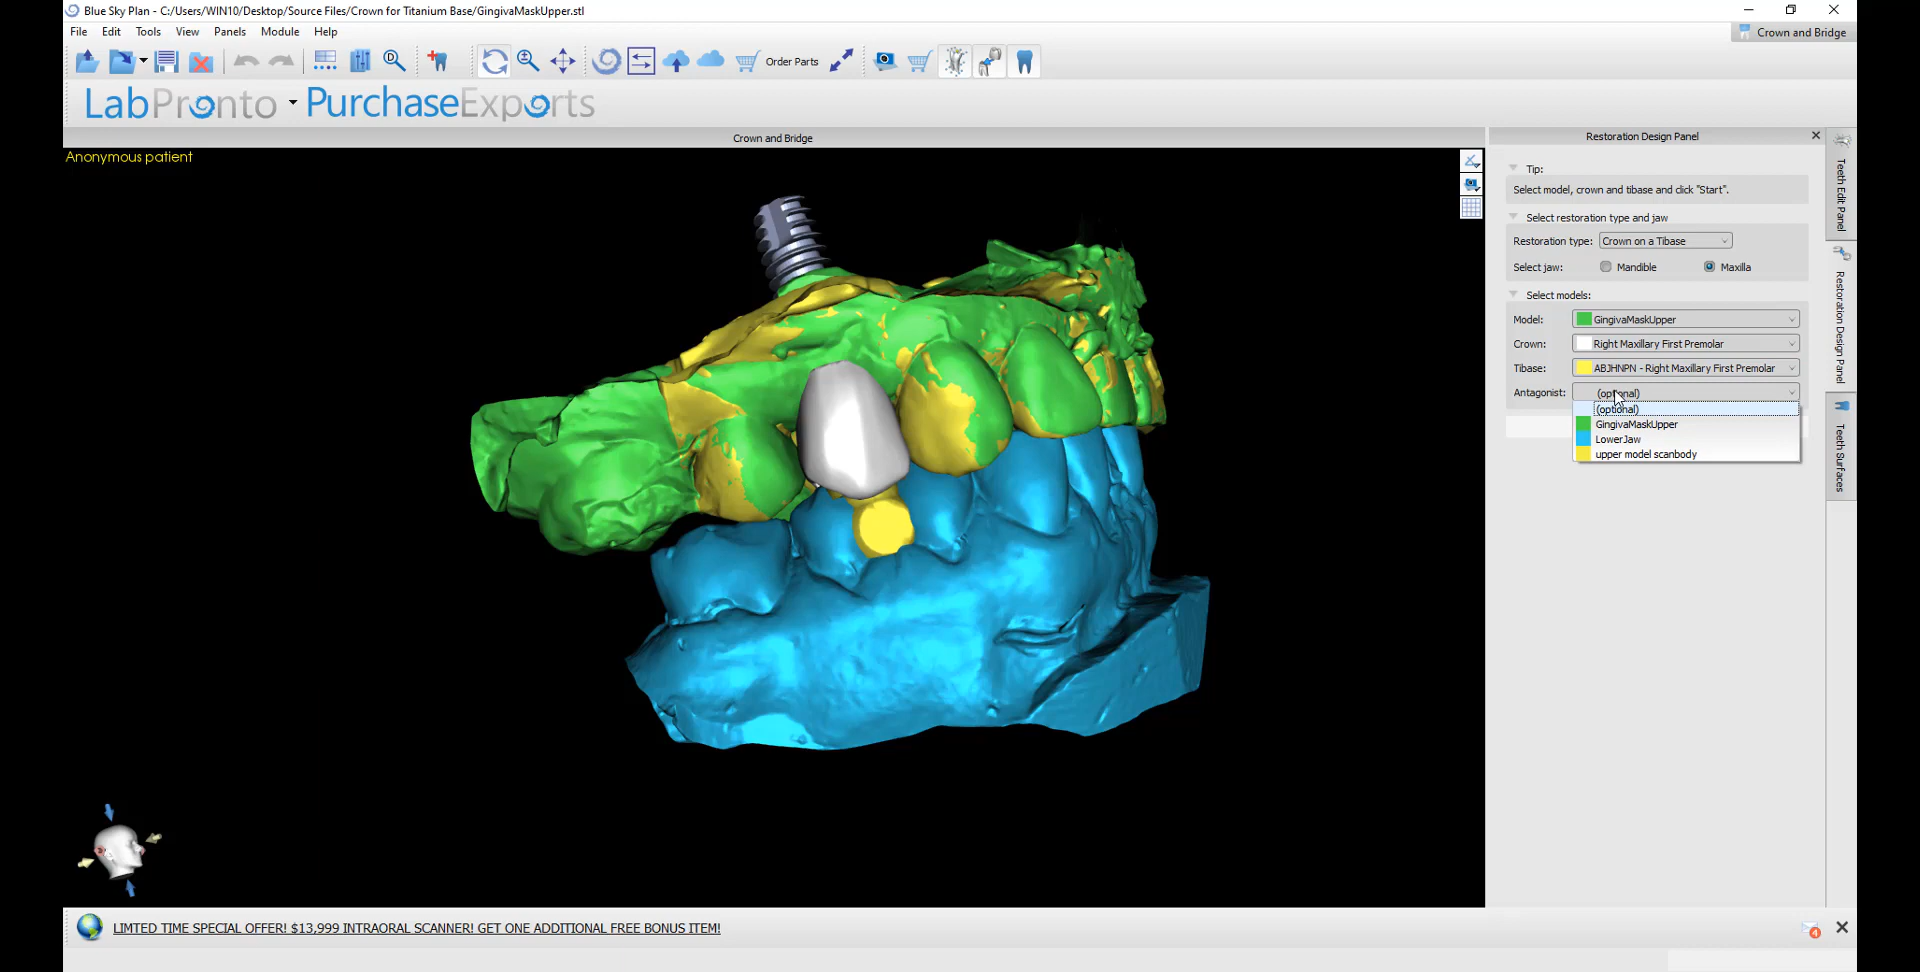 Blue Sky Plan - C:/Users/WIN10/Desktop/Source Files/Crown for Titanium Base/GingivaMaskUpper.stl
File Edit Tools View Panels Module Help
Crown and Bridge
Order Parts
LabPronto PurchaseExports
Crown and Bridge
Restoration Design Panel
Anonymous patient
Tip:
Select model, crown and tibase and click "Start".
Select restoration type and jaw
Restoration type: Crown on a Tibase
Select jaw: Mandible Maxilla
Select models:
Model: GingivaMaskUpper
Crown: Right Maxillary First Premolar
Tibase: ABJHNPN - Right Maxillary First Premolar
Antagonist: (optional)
(optional)
GingivaMaskUpper
LowerJaw
upper model scanbody
Teeth Edit Panel
Restoration Design Panel
Teeth Surfaces
LIMTED TIME SPECIAL OFFER! $13,999 INTRAORAL SCANNER! GET ONE ADDITIONAL FREE BONUS ITEM!
4